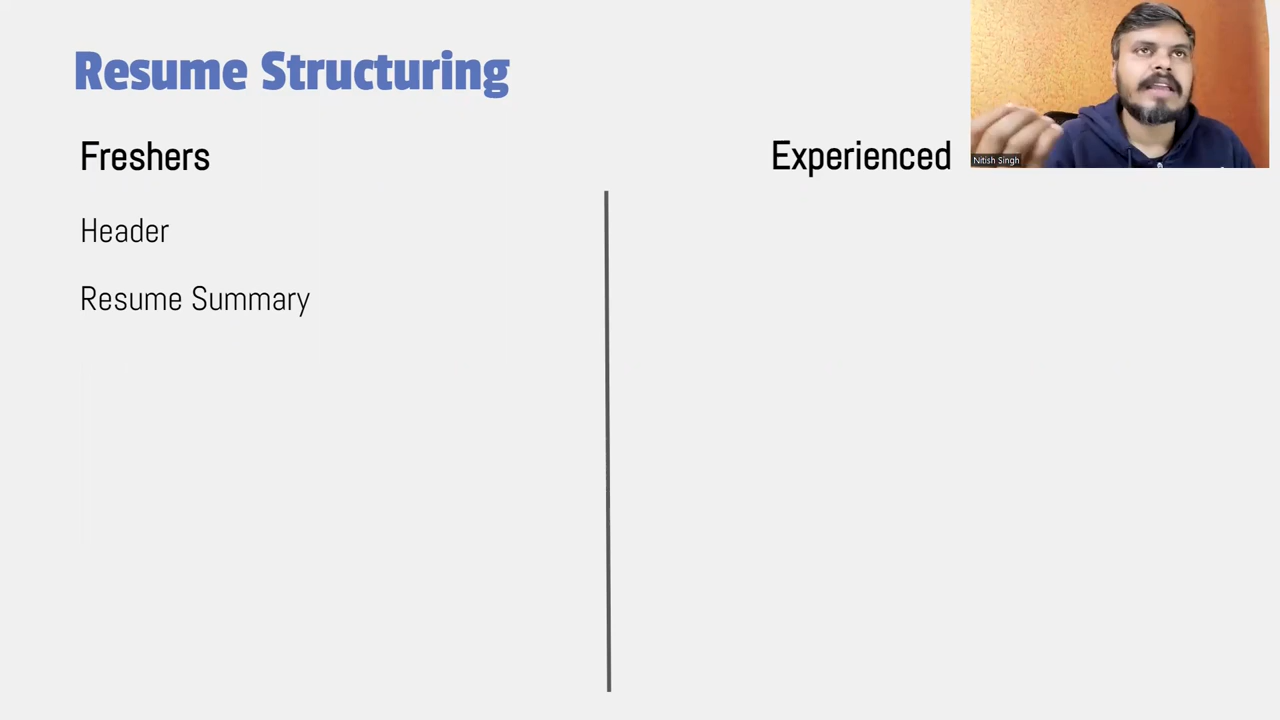 Resume Structuring
Freshers
Experienced
Nitish Singh
Header
Resume Summary